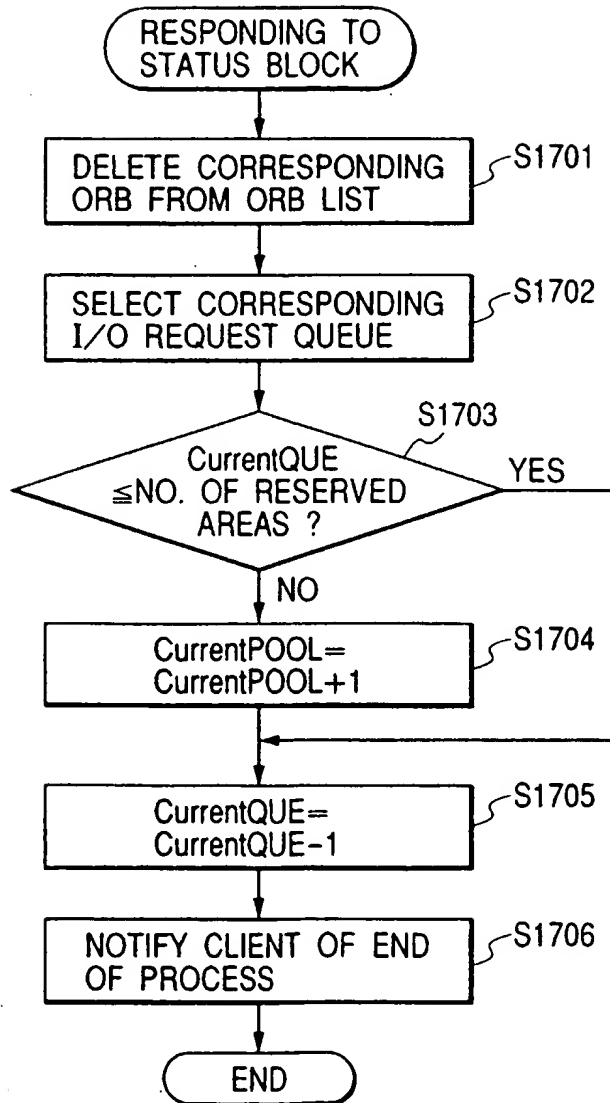 RESPONDING TO
STATUS BLOCK
DELETE CORRESPONDING
ORB FROM ORB LIST
S1701
SELECT CORRESPONDING
I/O REQUEST QUEUE
S1702
S1703
CurrentQUE
≦NO. OF RESERVED
AREAS ?
YES
NO
CurrentPOOL=
CurrentPOOL+1
S1704
CurrentQUE=
CurrentQUE-1
S1705
NOTIFY CLIENT OF END
OF PROCESS
S1706
END